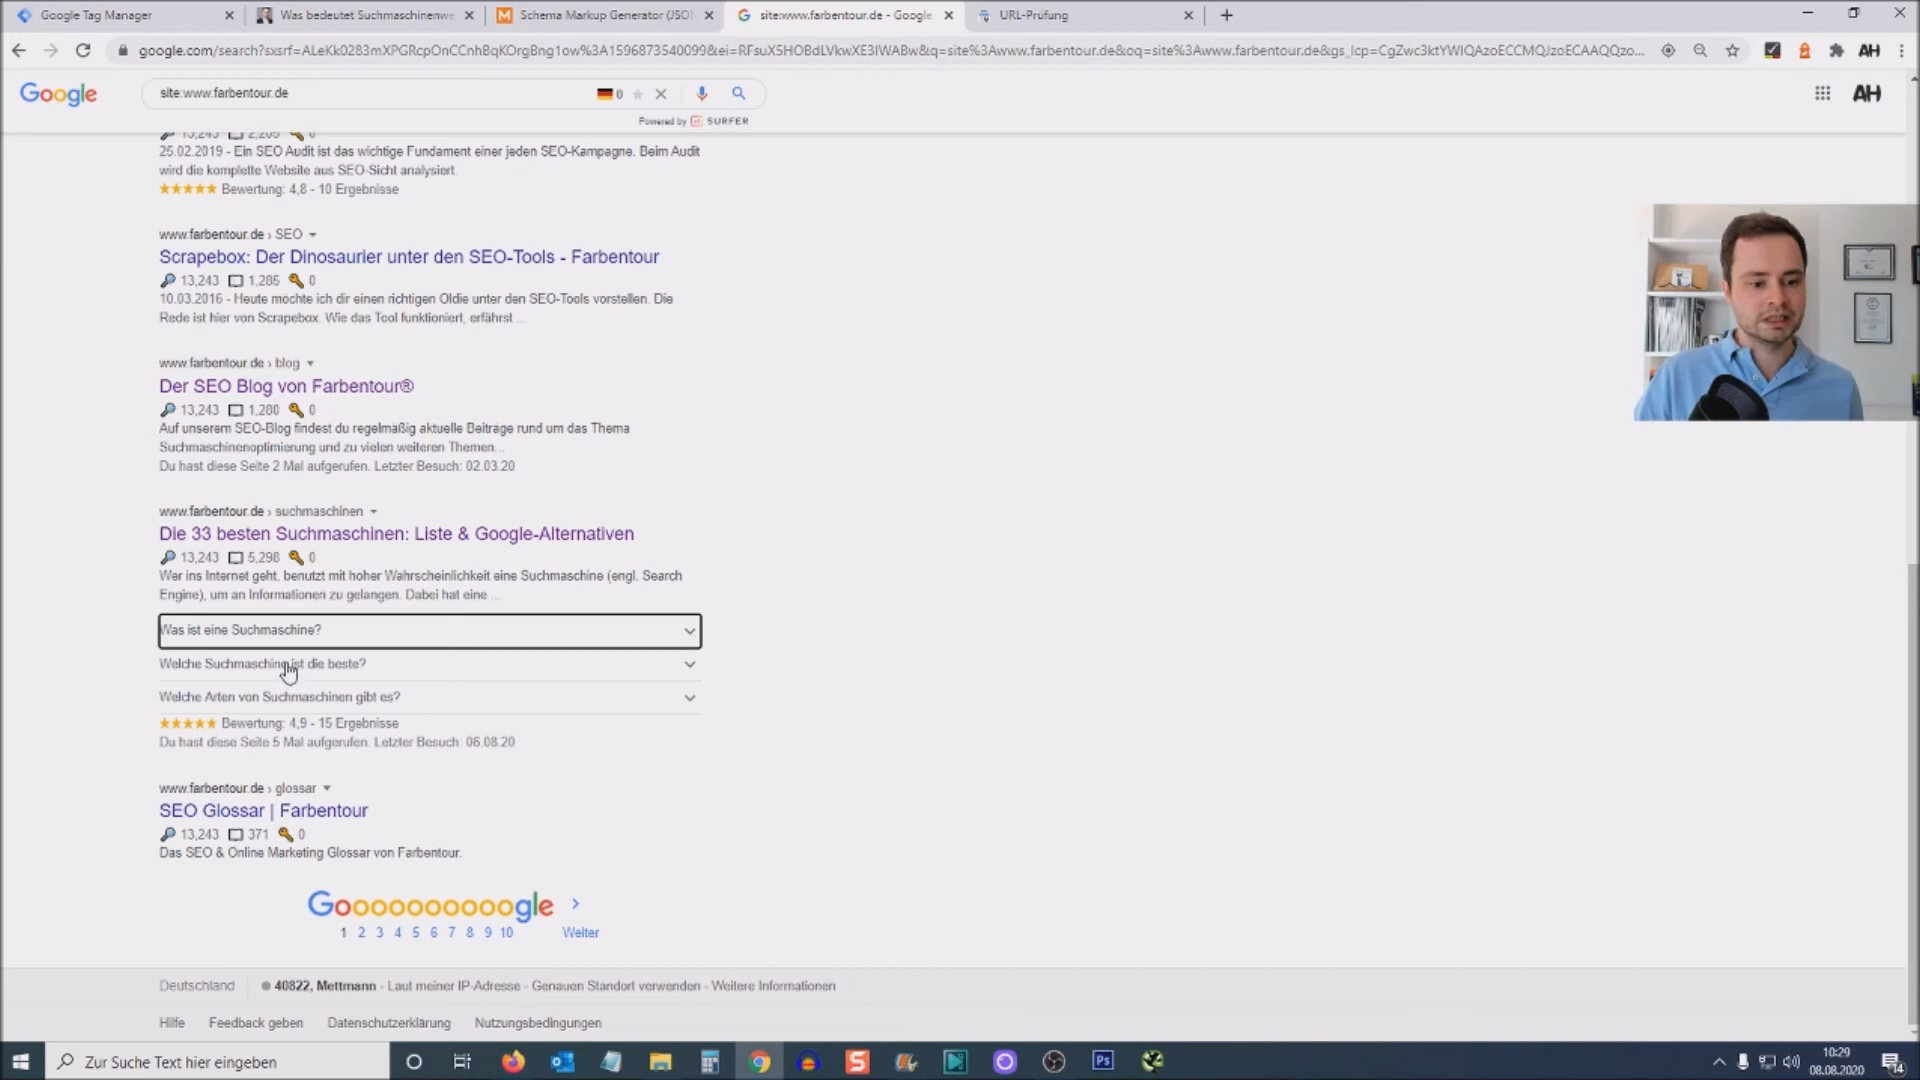 Google Tag Manager
Was bedeutet Suchmaschinenwe
Schema Markup Generator (JSON
site:www.farbentour.de - Google
URL-Prüfung
google.com/search?sxsrf=ALeKk0283mXPGRcpOnCCnhBqKOrgBng1ow%3A1596873540099&ei=RFsuX5HOBdLVkwXE3IWABw&q=site%3Awww.farbentour.de&oq=site%3Awww.farbentour.de&gs_lcp=CgZwc3ktYWIQAzoECCMQJzoECAAQQzo...
AH
Google
site:www.farbentour.de
0
AH
Powered by SURFER
13,243 2,205 0
25.02.2019 - Ein SEO Audit ist das wichtige Fundament einer jeden SEO-Kampagne. Beim Audit
wird die komplette Website aus SEO-Sicht analysiert.
Bewertung: 4,8 - 10 Ergebnisse
www.farbentour.de › SEO
Scrapebox: Der Dinosaurier unter den SEO-Tools - Farbentour
13,243 1,285 0
10.03.2016 - Heute möchte ich dir einen richtigen Oldie unter den SEO-Tools vorstellen. Die
Rede ist hier von Scrapebox. Wie das Tool funktioniert, erfährst ...
www.farbentour.de › blog
Der SEO Blog von Farbentour®
13,243 1,280 0
Auf unserem SEO-Blog findest du regelmäßig aktuelle Beiträge rund um das Thema
Suchmaschinenoptimierung und zu vielen weiteren Themen...
Du hast diese Seite 2 Mal aufgerufen. Letzter Besuch: 02.03.20
www.farbentour.de › suchmaschinen
Die 33 besten Suchmaschinen: Liste & Google-Alternativen
13,243 5,298 0
Wer ins Internet geht, benutzt mit hoher Wahrscheinlichkeit eine Suchmaschine (engl. Search
Engine), um an Informationen zu gelangen. Dabei hat eine ...
Was ist eine Suchmaschine?
Welche Suchmaschine ist die beste?
Welche Arten von Suchmaschinen gibt es?
Bewertung: 4,9 - 15 Ergebnisse
Du hast diese Seite 5 Mal aufgerufen. Letzter Besuch: 06.08.20
www.farbentour.de › glossar
SEO Glossar | Farbentour
13,243 371 0
Das SEO & Online Marketing Glossar von Farbentour.
Goooooooooogle >
1 2 3 4 5 6 7 8 9 10 Weiter
Deutschland 40822, Mettmann - Laut meiner IP-Adresse - Genauen Standort verwenden - Weitere Informationen
Hilfe Feedback geben Datenschutzerklärung Nutzungsbedingungen
Zur Suche Text hier eingeben
Ps
10:29
08.08.2020
14